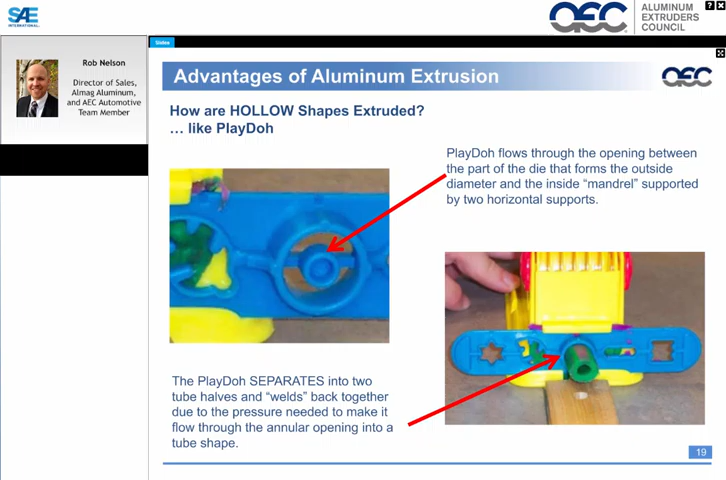 SAE
INTERNATIONAL
AEC
ALUMINUM
EXTRUDERS
COUNCIL
Slides
Rob Nelson
Director of Sales,
Almag Aluminum,
and AEC Automotive
Team Member
Advantages of Aluminum Extrusion
AEC
How are HOLLOW Shapes Extruded?
… like PlayDoh
PlayDoh flows through the opening between
the part of the die that forms the outside
diameter and the inside “mandrel” supported
by two horizontal supports.
The PlayDoh SEPARATES into two
tube halves and “welds” back together
due to the pressure needed to make it
flow through the annular opening into a
tube shape.
19